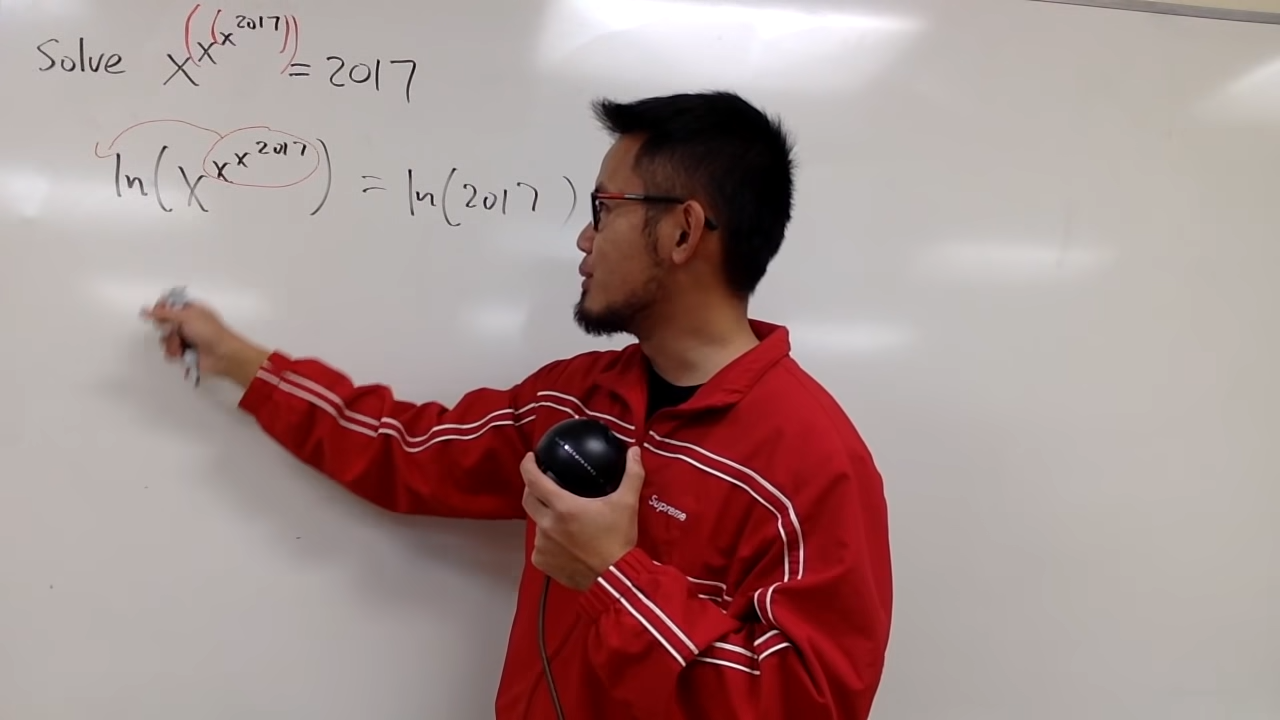 Solve x^(x^(x^2017)) = 2017
ln(x^x^x^2017) = ln(2017)
Supreme